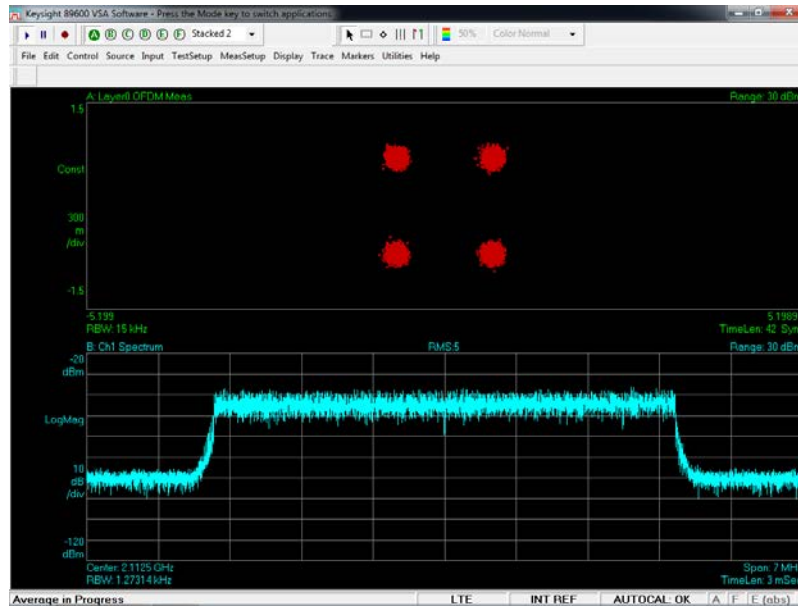 Keysight 89600 VSA Software - Press the Mode key to switch applications
A B C D E F Stacked 2 50% Color Normal
File Edit Control Source Input TestSetup MeasSetup Display Trace Markers Utilities Help
A: Layer0 OFDM Meas Range: 30 dBm
1.5
Const
300
m
/div
-1.5
-5.199 5.1989
RBW: 15 kHz TimeLen: 42 Sym
B: Ch1 Spectrum RMS:5 Range: 30 dBm
-20
dBm
LogMag
10
dB
/div
-120
dBm
Center: 2.1125 GHz Span: 7 MH
RBW: 1.27314 kHz TimeLen: 3 mSec
Average in Progress LTE INT REF AUTOCAL: OK A F E (abs)